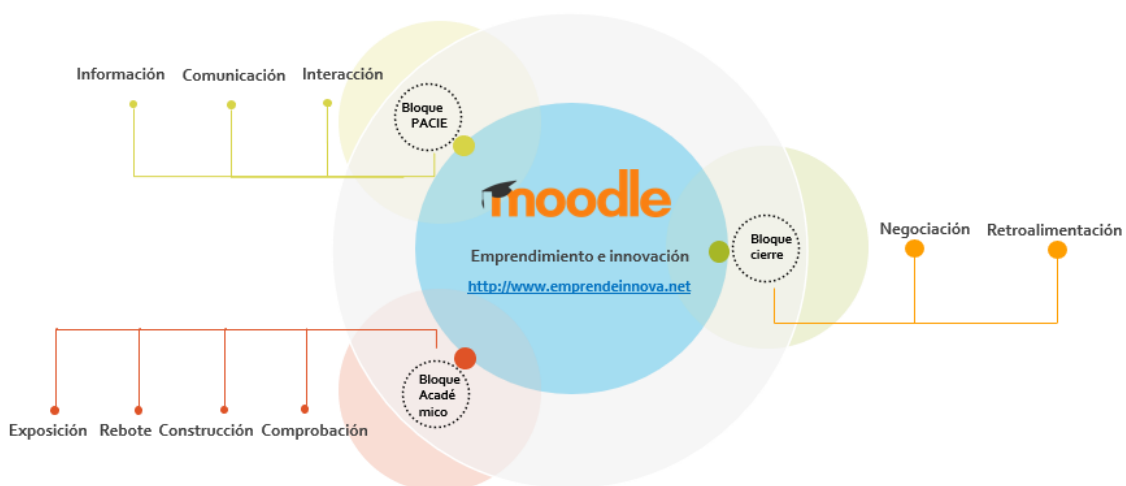 Información
Comunicación
Interacción
Bloque
PACIE
moodle
Emprendimiento e innovación
http://www.emprendeinnova.net
Bloque
cierre
Negociación
Retroalimentación
Bloque
Acadé
mico
Exposición
Rebote
Construcción
Comprobación